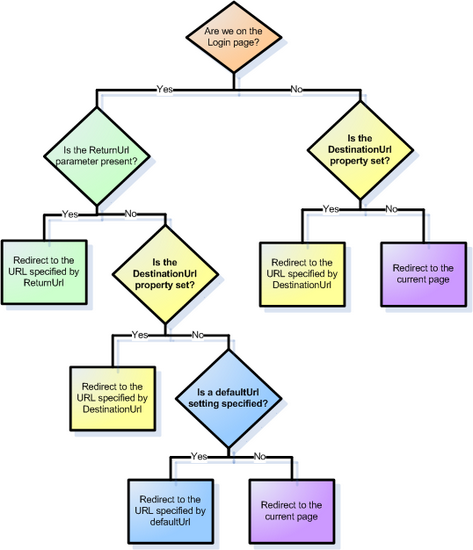 Are we on the
Login page?
Yes
No
Is the ReturnUrl
parameter present?
Is the
DestinationUrl
property set?
Yes
No
Yes
No
Redirect to the
URL specified by
ReturnUrl
Is the
DestinationUrl
property set?
Redirect to the
URL specified by
DestinationUrl
Redirect to the
current page
Yes
No
Redirect to the
URL specified by
DestinationUrl
Is a defaultUrl
setting specified?
Yes
No
Redirect to the
URL specified by
defaultUrl
Redirect to the
current page